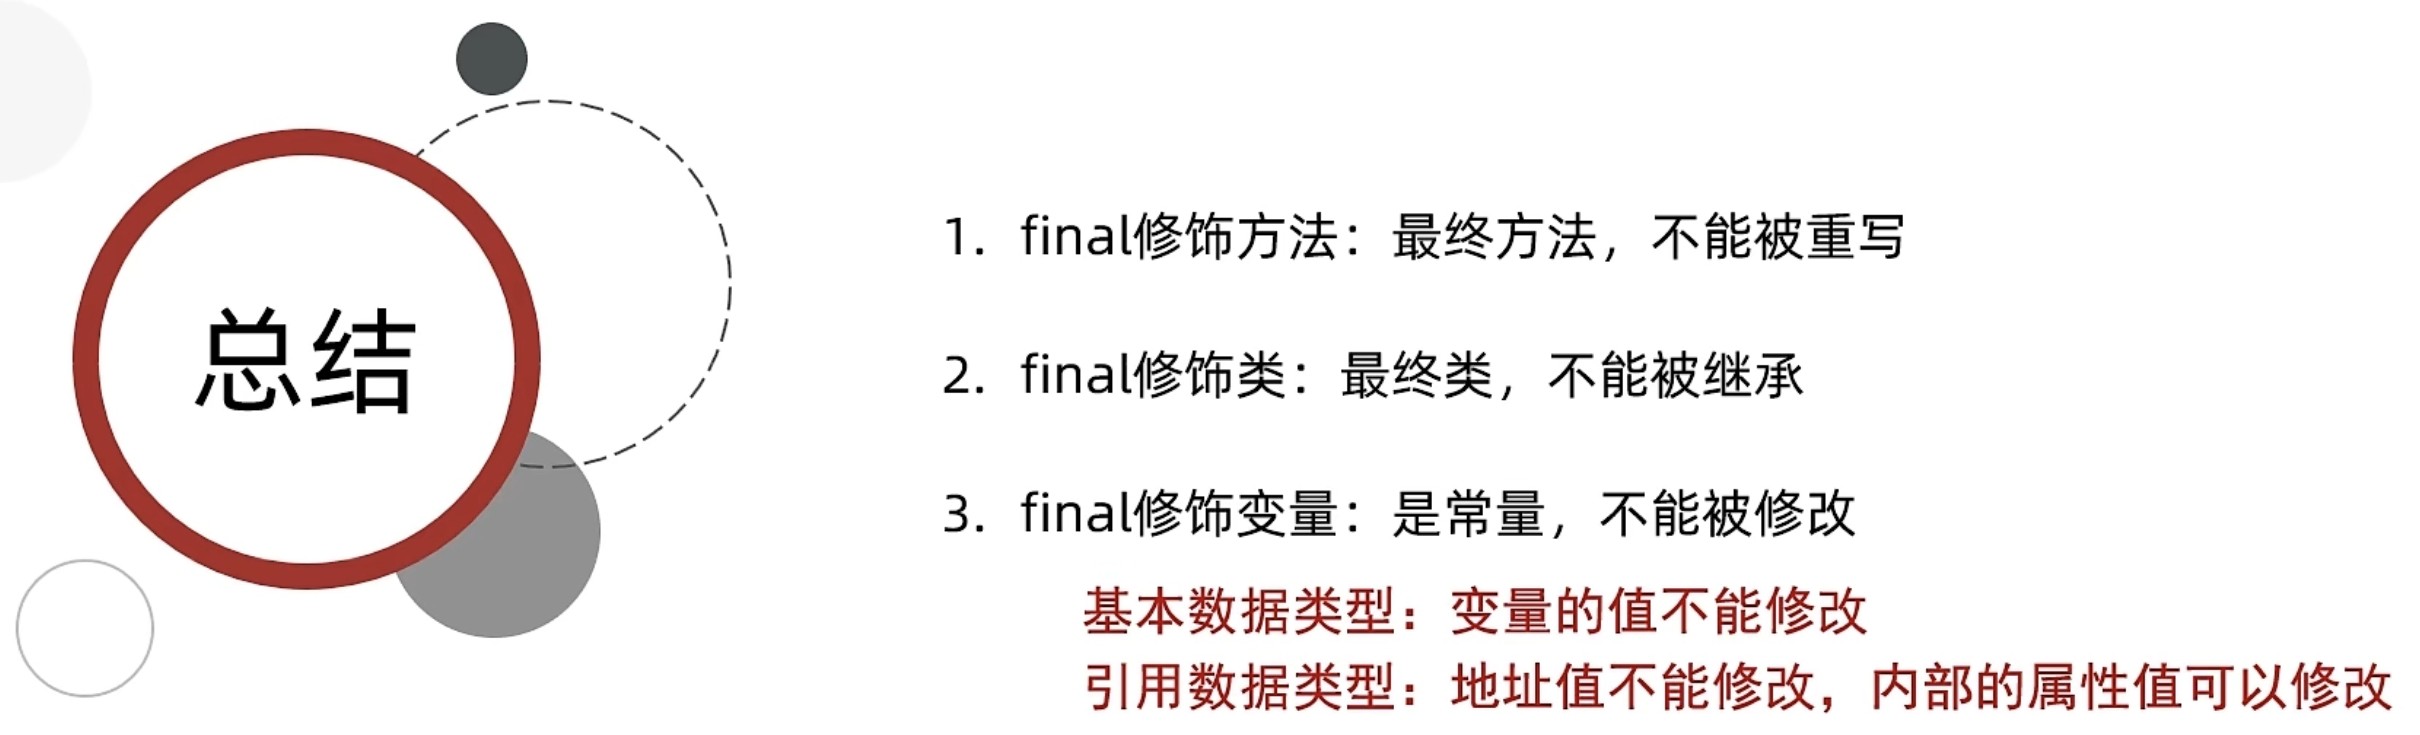 总结
1. final修饰方法：最终方法，不能被重写
2. final修饰类：最终类，不能被继承
3. final修饰变量：是常量，不能被修改
基本数据类型：变量的值不能修改
引用数据类型：地址值不能修改，内部的属性值可以修改